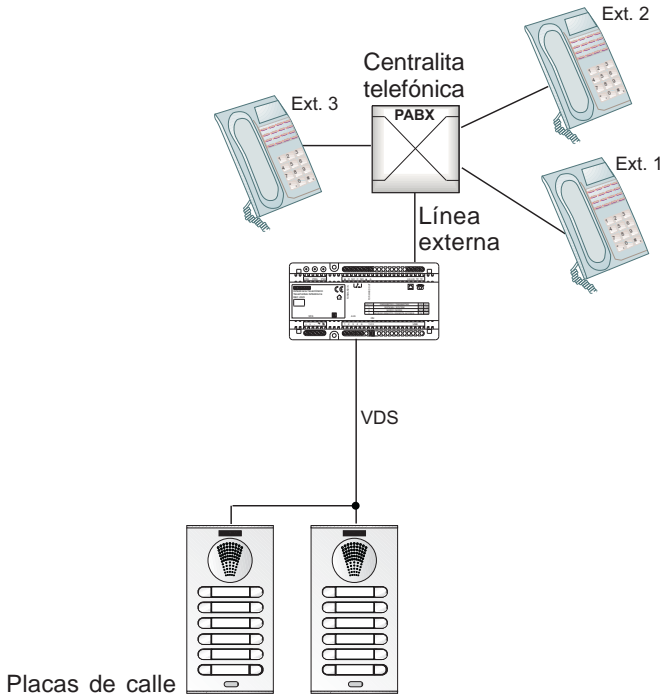 Ext. 2
Centralita
telefónica
Ext. 3
PABX
Ext. 1
Línea
externa
VDS
Placas de calle